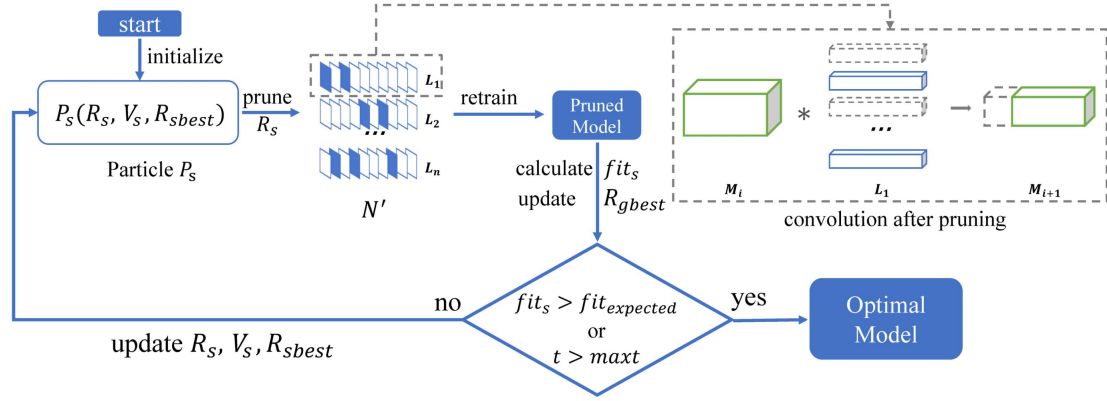 start
initialize
P_s(R_s, V_s, R_sbest)
Particle P_s
prune
R_s
L_1
L_2
...
L_n
N′
retrain
Pruned
Model
calculate fit_s
update R_gbest
*
...
M_i
L_1
M_{i+1}
convolution after pruning
no
fit_s > fit_expected
or
t > maxt
yes
Optimal
Model
update R_s, V_s, R_sbest